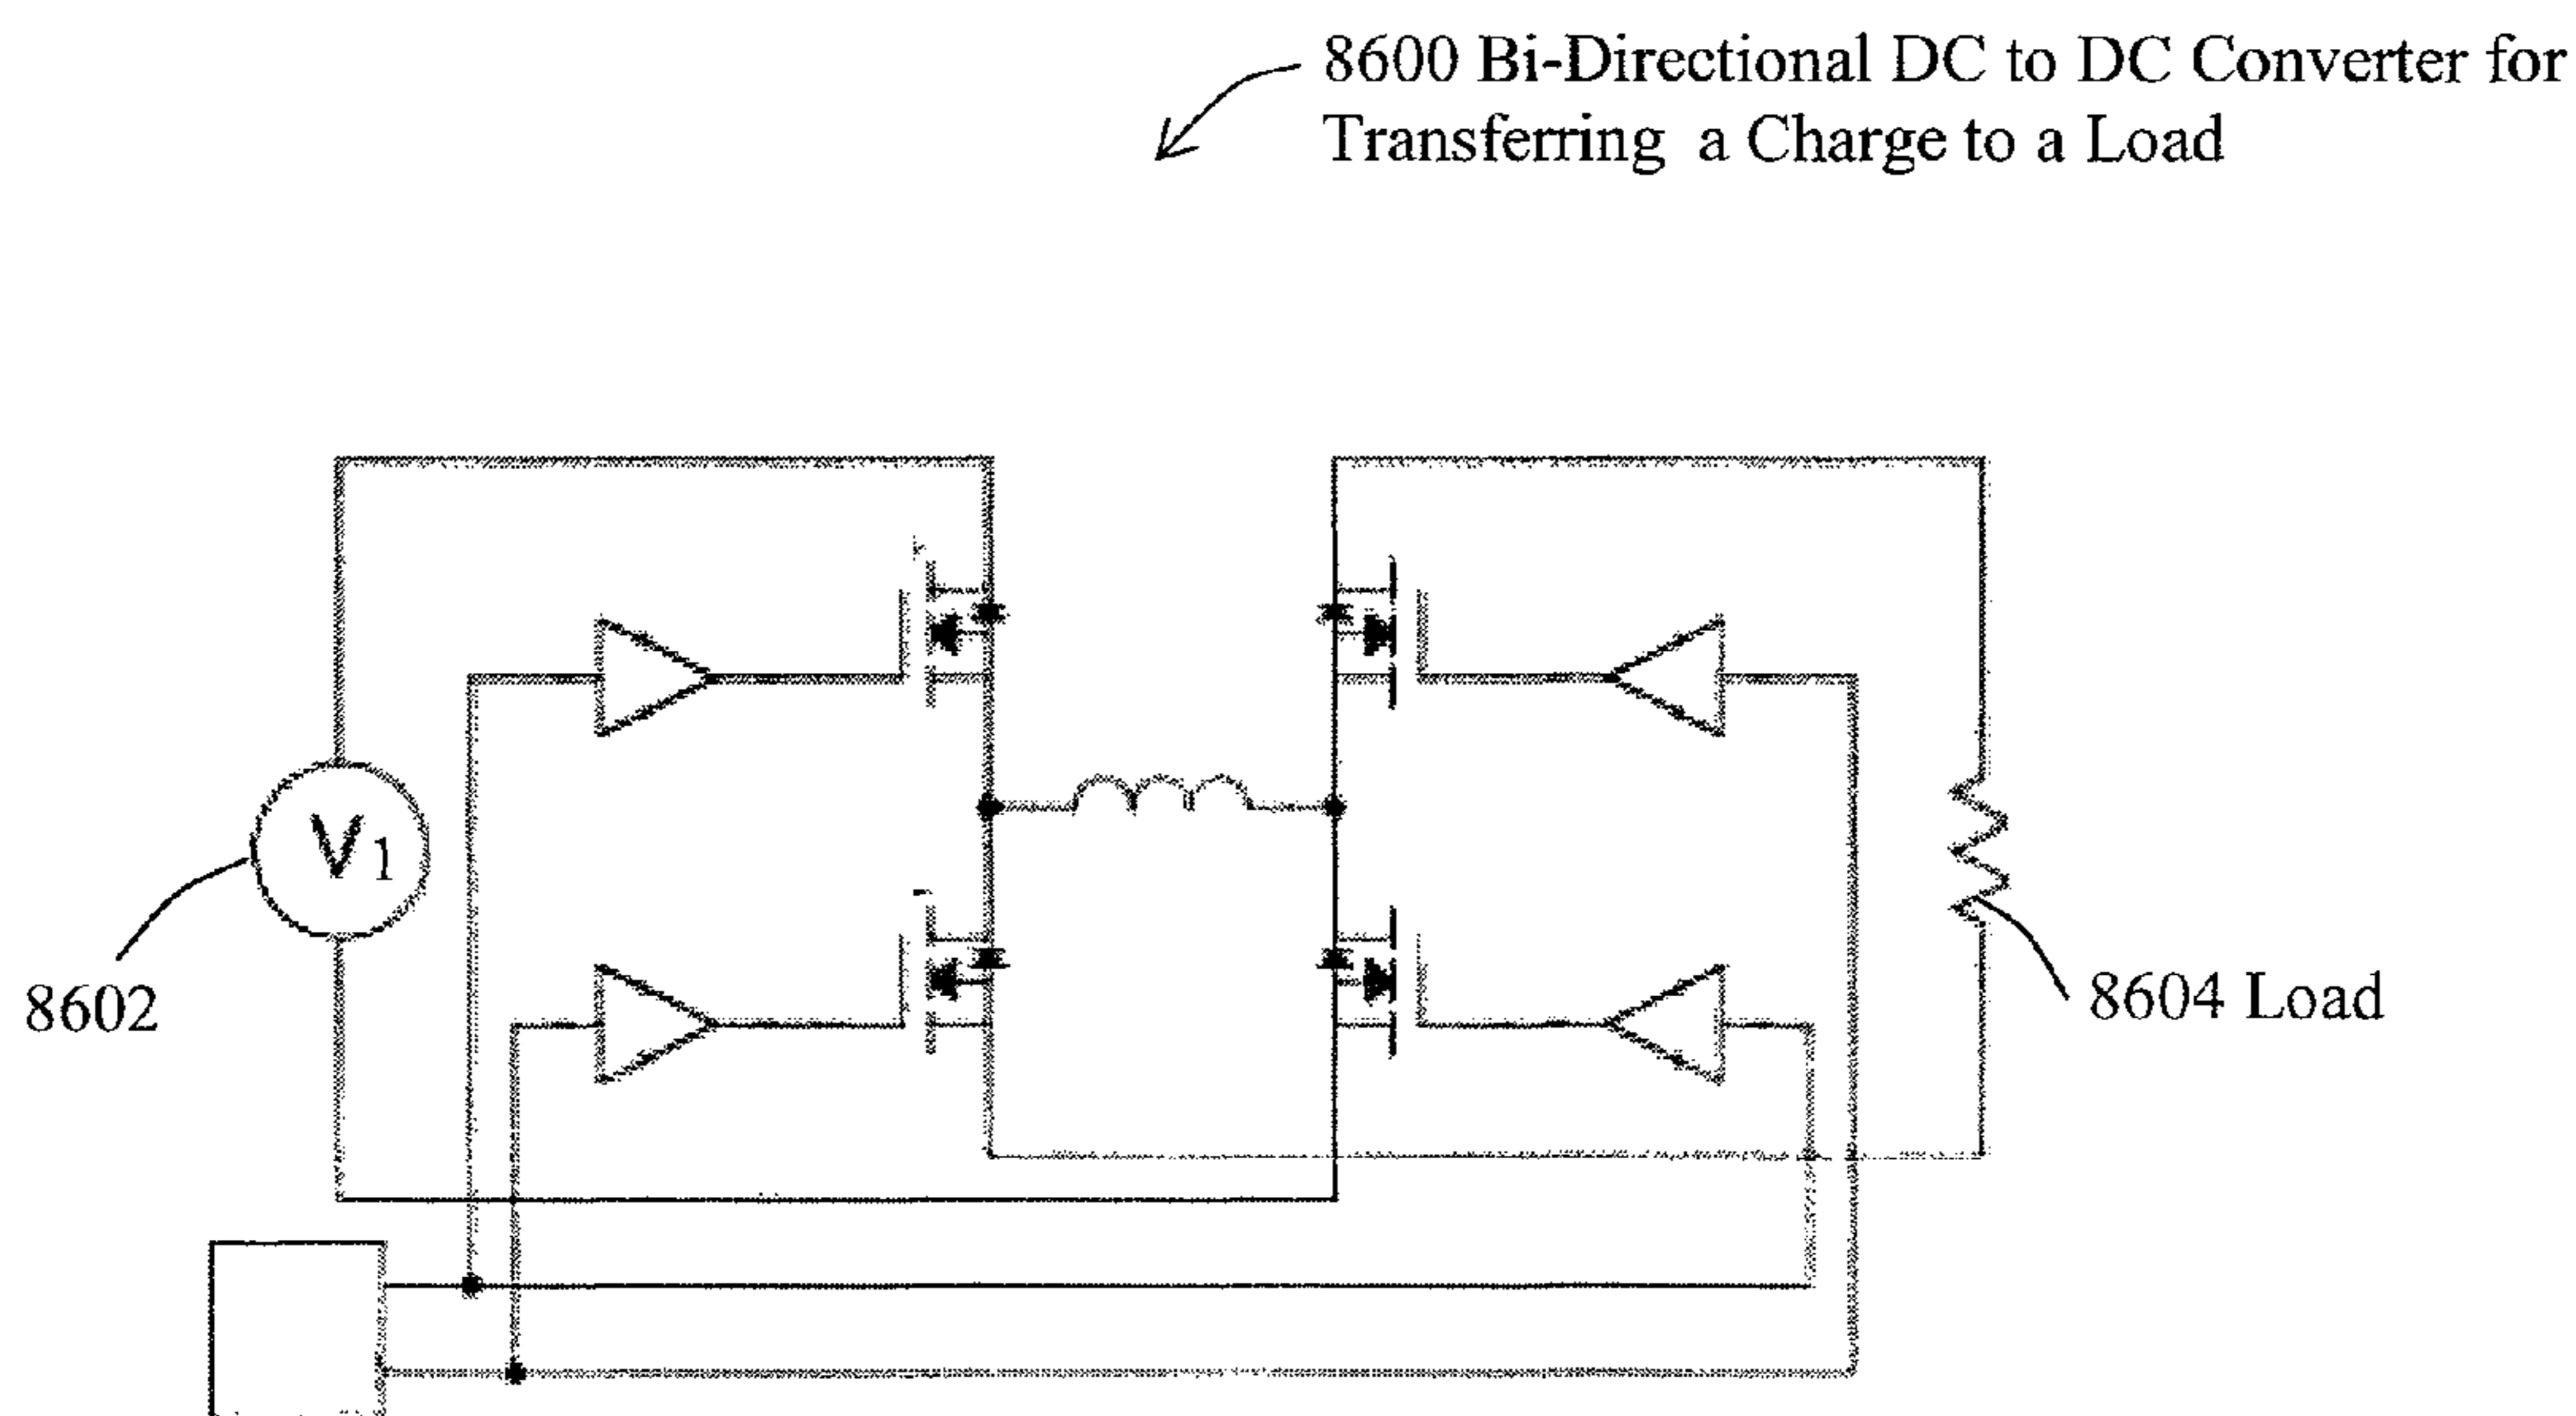 8600 Bi-Directional DC to DC Converter for
Transferring a Charge to a Load
V1
8602
8604 Load